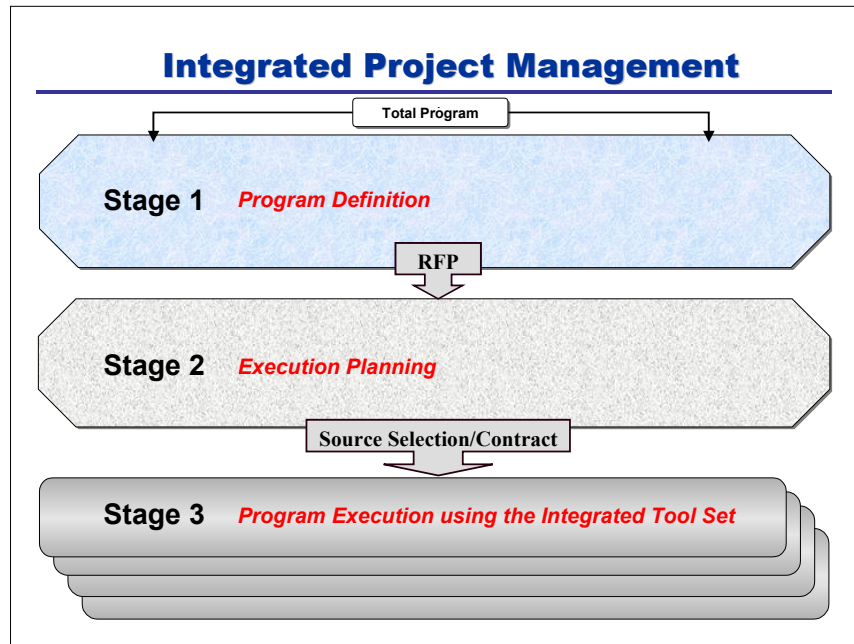 Integrated Project Management
Total Program
Stage 1 Program Definition
RFP
Stage 2 Execution Planning
Source Selection/Contract
Stage 3 Program Execution using the Integrated Tool Set